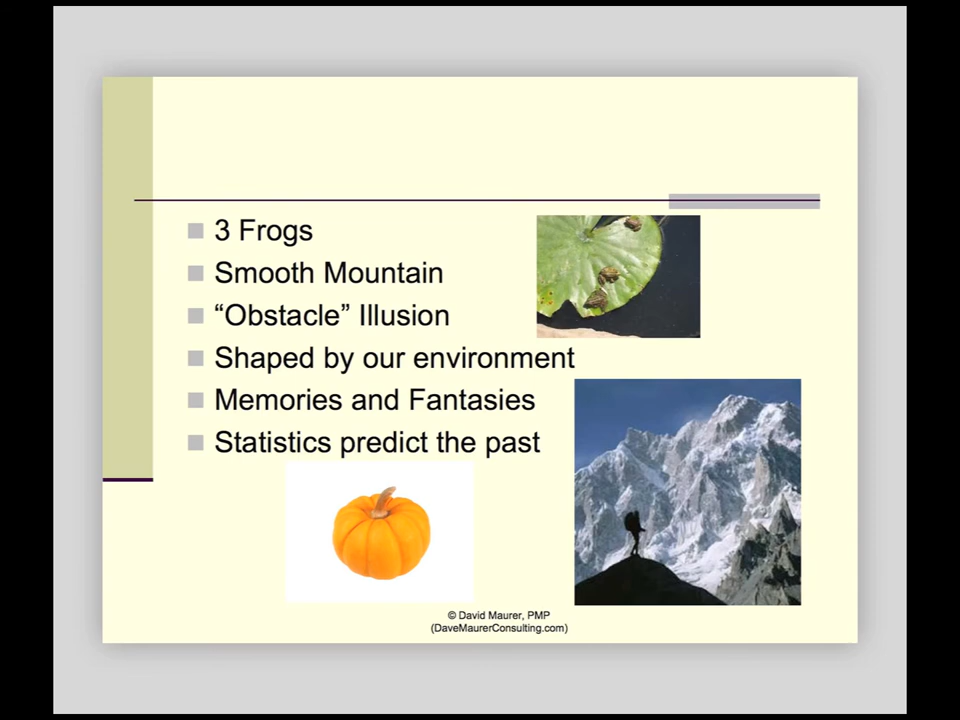 3 Frogs
Smooth Mountain
“Obstacle” Illusion
Shaped by our environment
Memories and Fantasies
Statistics predict the past
© David Maurer, PMP
(DaveMaurerConsulting.com)